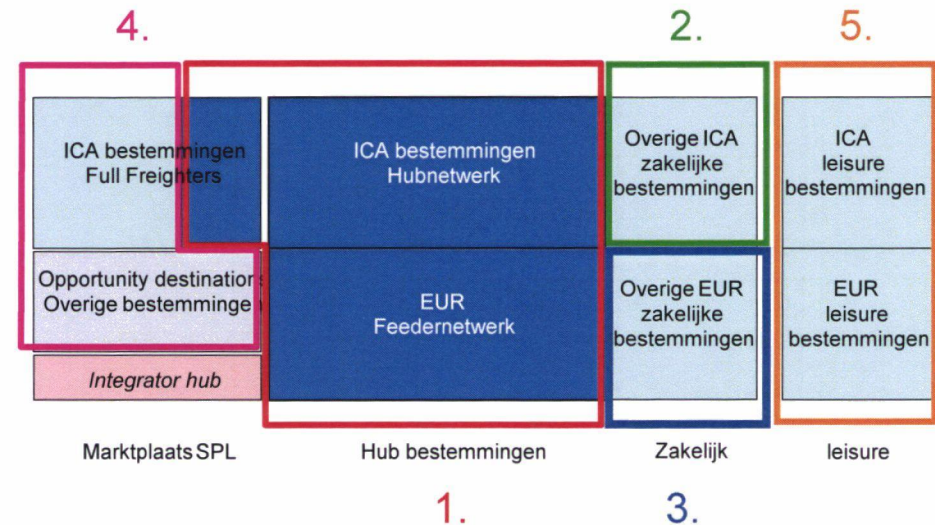 4.
2.
5.
ICA bestemmingen
Full Freighters
ICA bestemmingen
Hubnetwerk
Overige ICA
zakelijke
bestemmingen
ICA
leisure
bestemmingen
Opportunity destinations
Overige bestemmingen
EUR
Feedernetwerk
Overige EUR
zakelijke
bestemmingen
EUR
leisure
bestemmingen
Integrator hub
Marktplaats SPL
Hub bestemmingen
Zakelijk
leisure
1.
3.